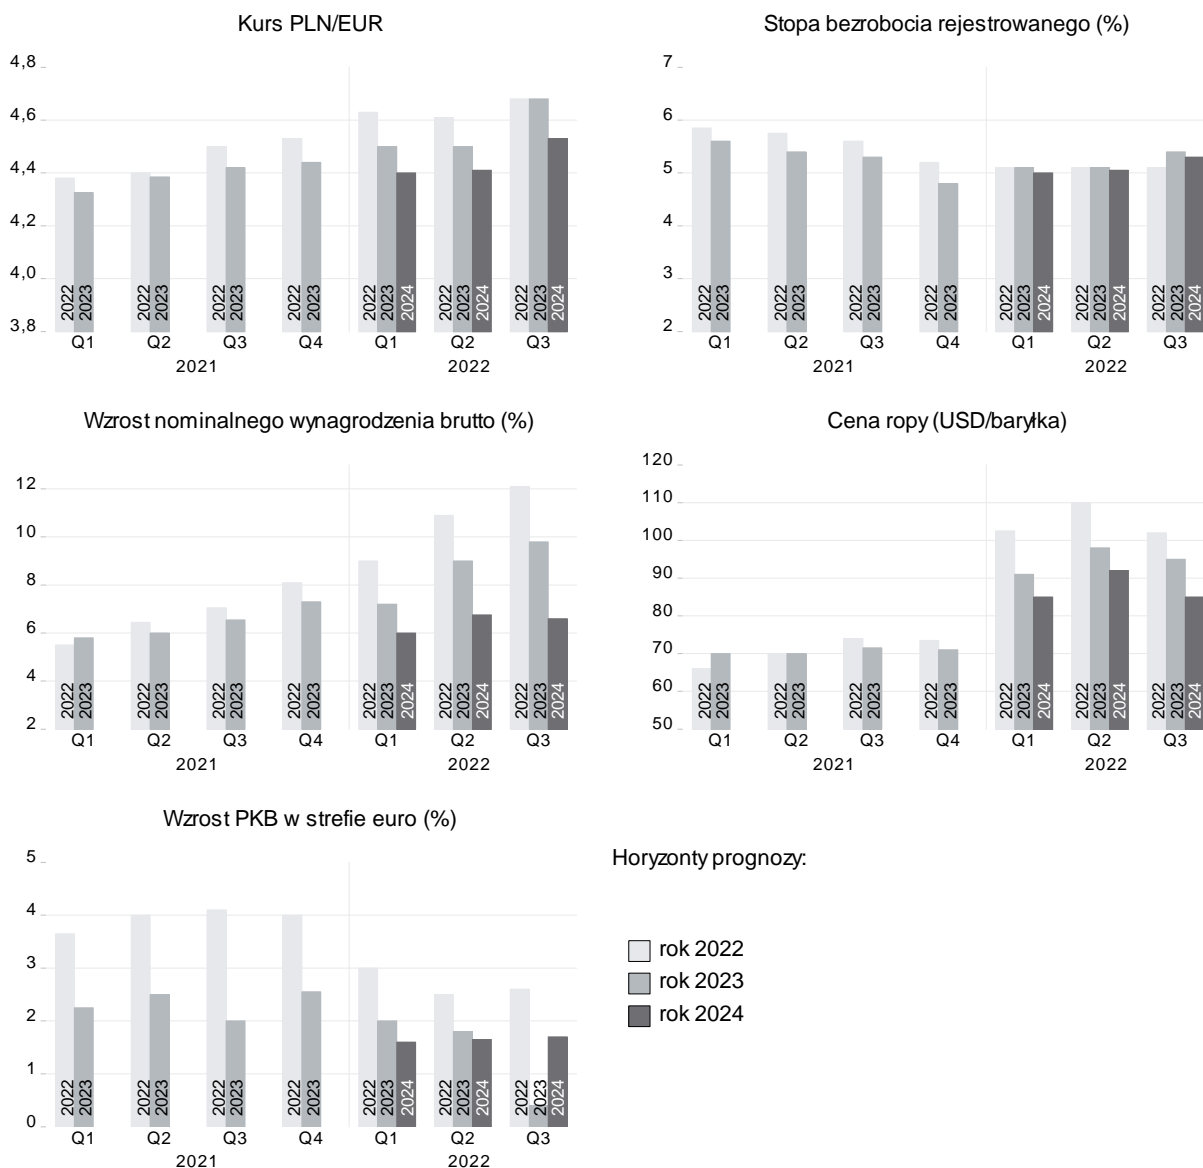 Kurs PLN/EUR
4,8
4,6
4,4
4,2
4,0
3,8
2022 2023 2022 2023 2022 2023 2022 2023 2022 2023 2024 2022 2023 2024 2022 2023 2024
Q1 Q2 Q3 Q4 Q1 Q2 Q3
2021 2022
Stopa bezrobocia rejestrowanego (%)
7
6
5
4
3
2
2022 2023 2022 2023 2022 2023 2022 2023 2022 2023 2024 2022 2023 2024 2022 2023 2024
Q1 Q2 Q3 Q4 Q1 Q2 Q3
2021 2022
Wzrost nominalnego wynagrodzenia brutto (%)
12
10
8
6
4
2
2022 2023 2022 2023 2022 2023 2022 2023 2022 2023 2024 2022 2023 2024 2022 2023 2024
Q1 Q2 Q3 Q4 Q1 Q2 Q3
2021 2022
Cena ropy (USD/baryłka)
120
110
100
90
80
70
60
50
2022 2023 2022 2023 2022 2023 2022 2023 2022 2023 2024 2022 2023 2024 2022 2023 2024
Q1 Q2 Q3 Q4 Q1 Q2 Q3
2021 2022
Wzrost PKB w strefie euro (%)
5
4
3
2
1
0
2022 2023 2022 2023 2022 2023 2022 2023 2022 2023 2024 2022 2023 2024 2022 2023 2024
Q1 Q2 Q3 Q4 Q1 Q2 Q3
2021 2022
Horyzonty prognozy:
rok 2022
rok 2023
rok 2024